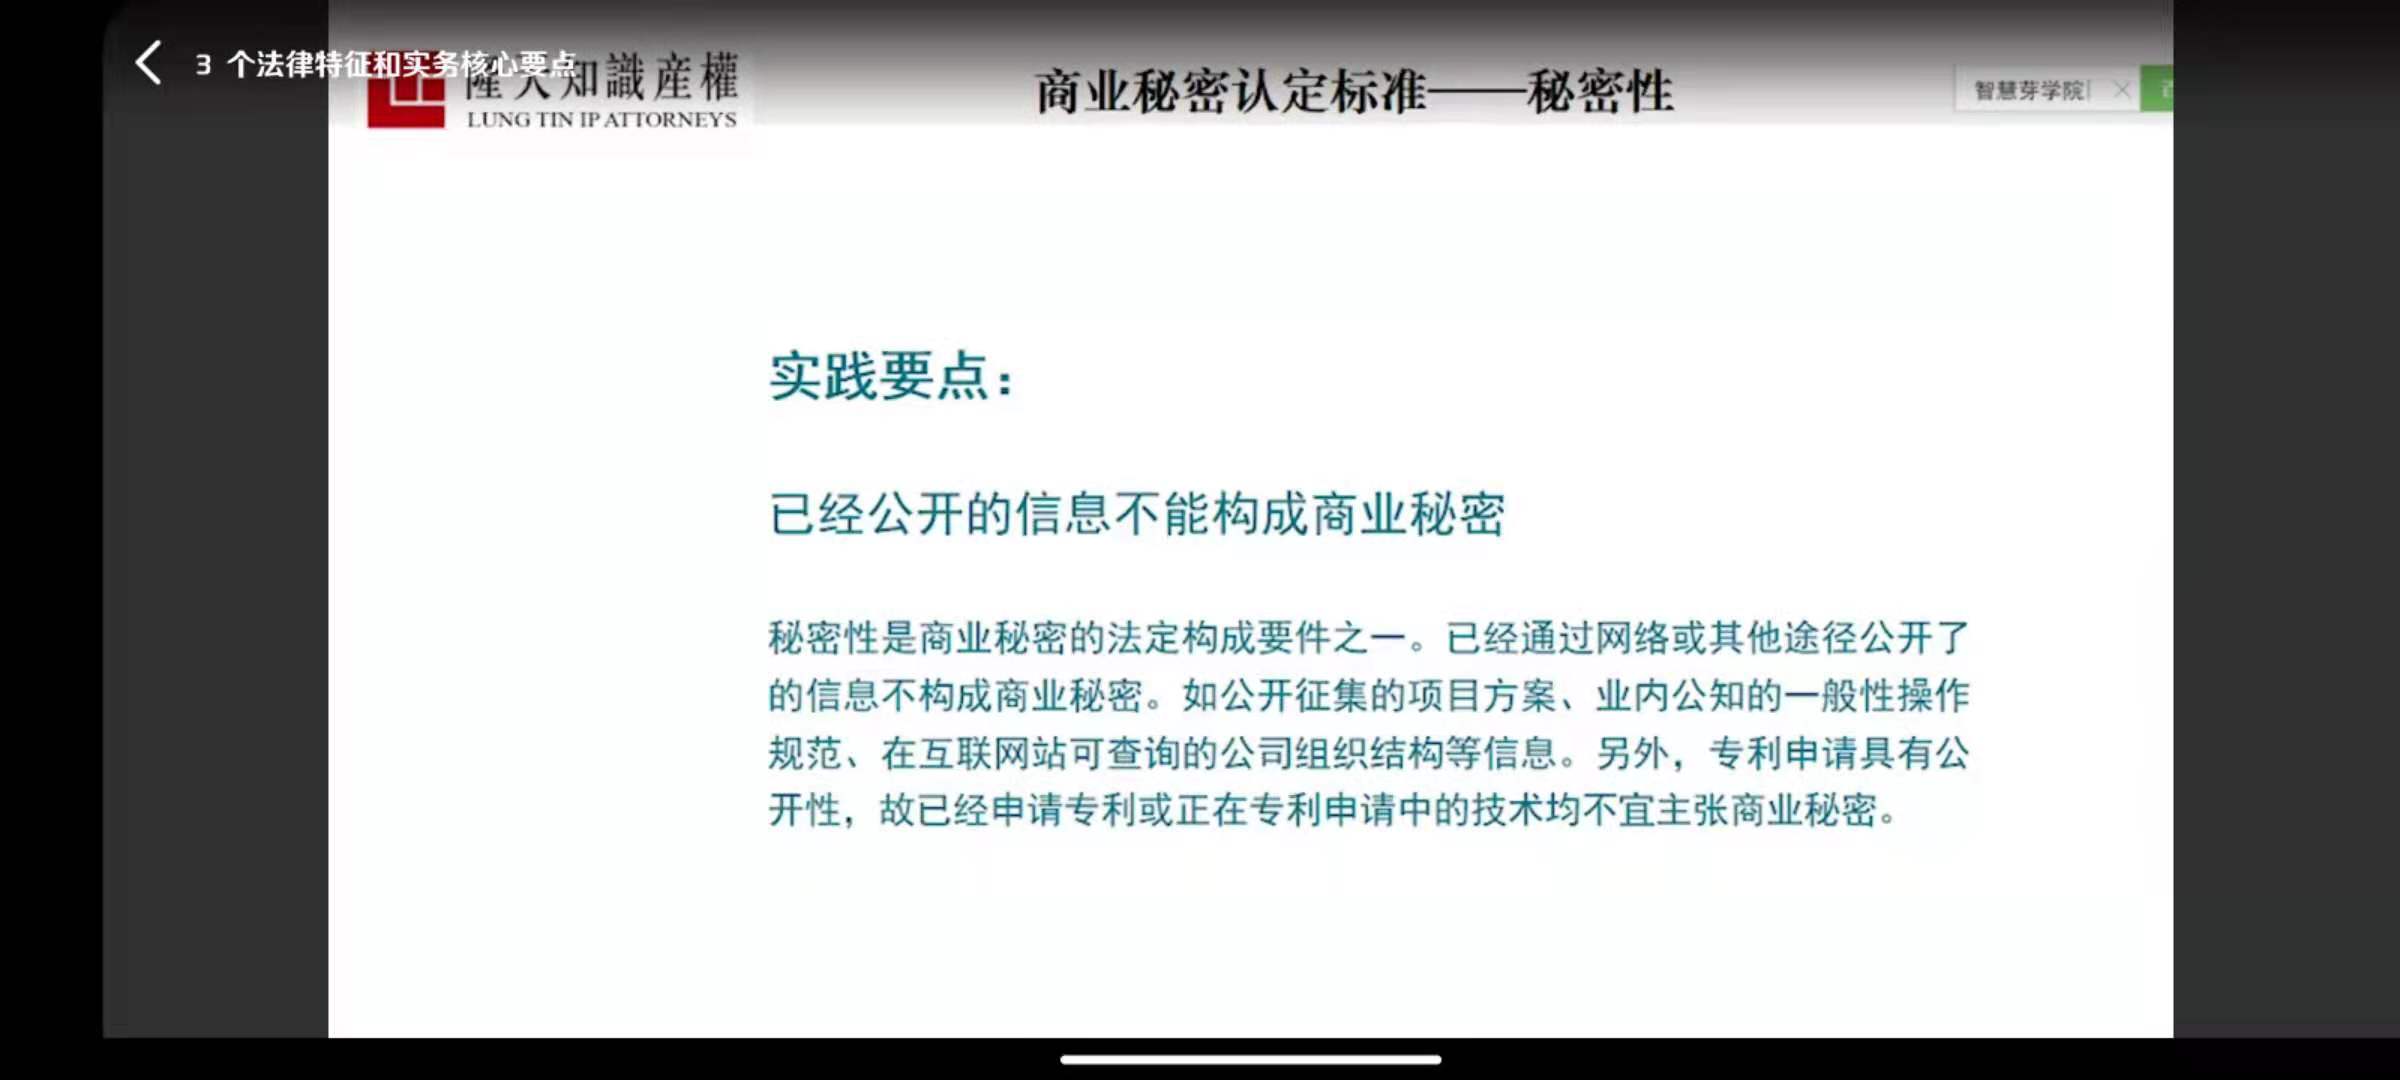 3 个法律特征和实务核心要点
隆天知識産權
LUNG TIN IP ATTORNEYS
商业秘密认定标准——秘密性
智慧芽学院
实践要点：
已经公开的信息不能构成商业秘密
秘密性是商业秘密的法定构成要件之一。已经通过网络或其他途径公开了
的信息不构成商业秘密。如公开征集的项目方案、业内公知的一般性操作
规范、在互联网站可查询的公司组织结构等信息。另外，专利申请具有公
开性，故已经申请专利或正在专利申请中的技术均不宜主张商业秘密。